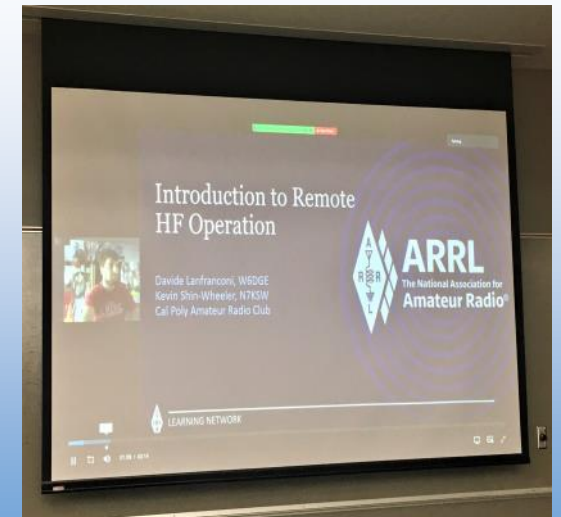 Introduction to Remote
HF Operation
Davide Lanfranconi, W6DGE
Kevin Shin-Wheeler, N7KSW
Cal Poly Amateur Radio Club
A
R R
L
ARRL
The National Association for
Amateur Radio®
LEARNING NETWORK